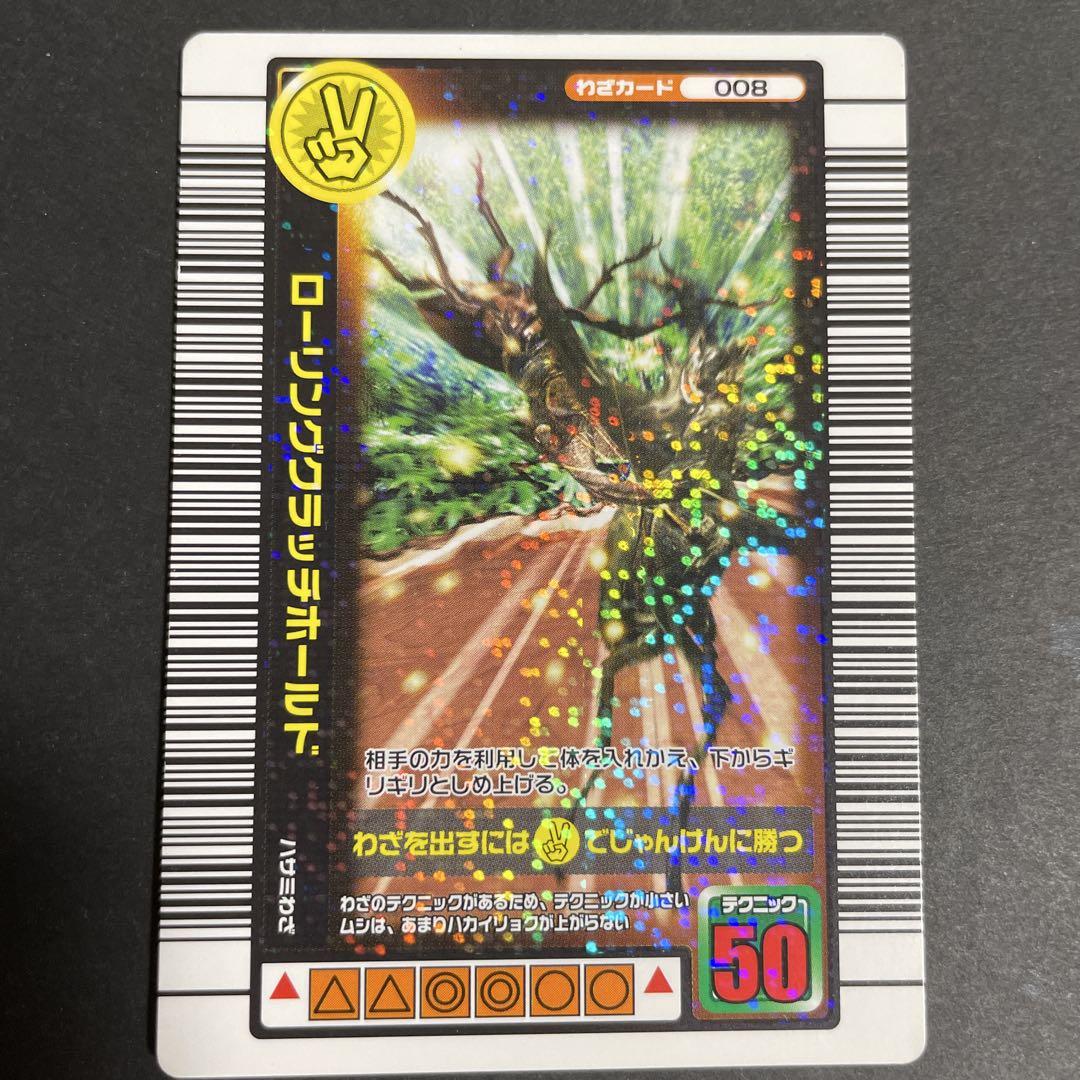 わざカード 008
ローリングクラッチホールド
ハサミわざ
相手の力を利用して体を入れかえ、下からギ
リギリとしめ上げる。
わざを出すには でじゃんけんに勝つ
わざのテクニックがあるため、テクニックが小さい
ムシは、あまりハカイリョクが上がらない
テクニック
50